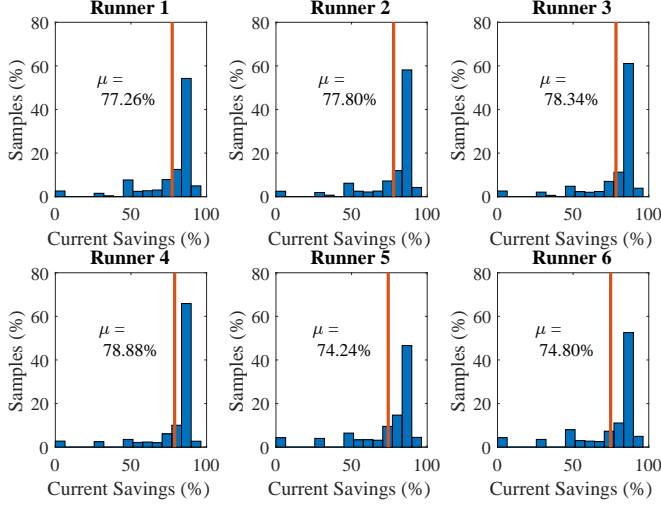 Runner 1
80
60
40
20
0
Samples (%)
μ =
77.26%
0
50
100
Current Savings (%)
Runner 2
80
60
40
20
0
Samples (%)
μ =
77.80%
0
50
100
Current Savings (%)
Runner 3
80
60
40
20
0
Samples (%)
μ =
78.34%
0
50
100
Current Savings (%)
Runner 4
80
60
40
20
0
Samples (%)
μ =
78.88%
0
50
100
Current Savings (%)
Runner 5
80
60
40
20
0
Samples (%)
μ =
74.24%
0
50
100
Current Savings (%)
Runner 6
80
60
40
20
0
Samples (%)
μ =
74.80%
0
50
100
Current Savings (%)